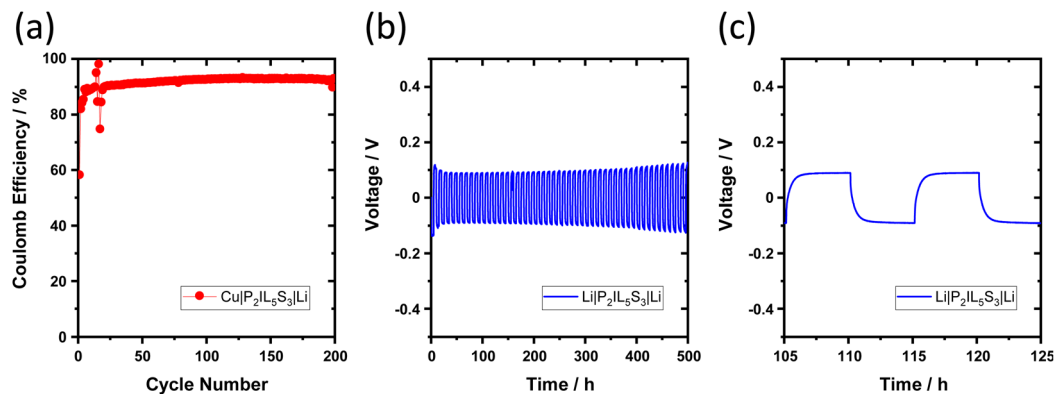 (a)
100
80
60
40
20
0
Coulomb Efficiency / %
Cu|P₂IL₅S₃|Li
0 50 100 150 200
Cycle Number
(b)
0.4
0.2
0
-0.2
-0.4
Voltage / V
Li|P₂IL₅S₃|Li
0 100 200 300 400 500
Time / h
(c)
0.4
0.2
0
-0.2
-0.4
Voltage / V
Li|P₂IL₅S₃|Li
105 110 115 120 125
Time / h